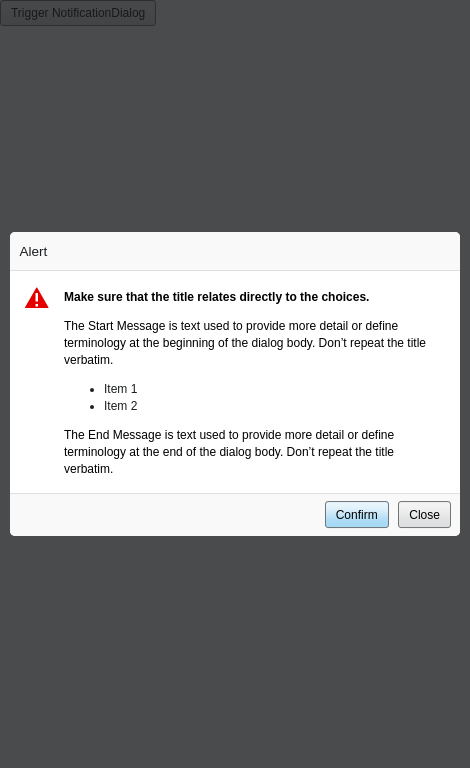 Trigger NotificationDialog
Alert
Make sure that the title relates directly to the choices.
The Start Message is text used to provide more detail or define
terminology at the beginning of the dialog body. Don’t repeat the title
verbatim.
• Item 1
• Item 2
The End Message is text used to provide more detail or define
terminology at the end of the dialog body. Don’t repeat the title
verbatim.
Confirm Close